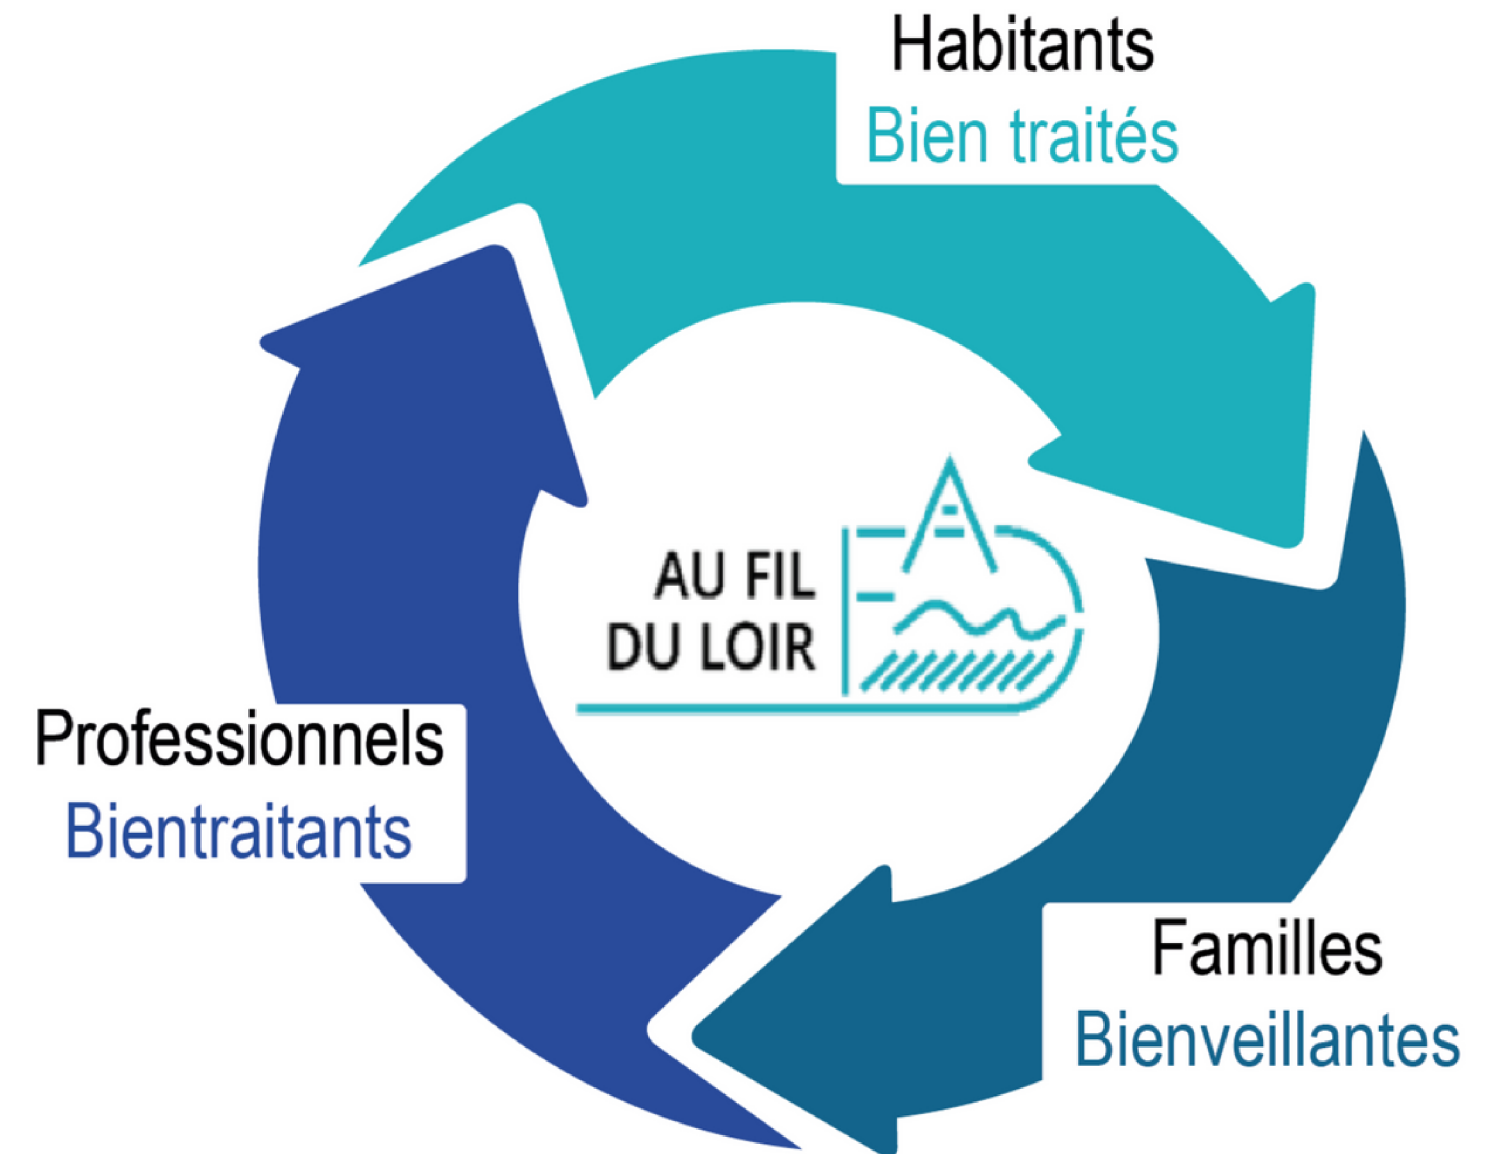 Habitants
Bien traités
AU FIL
DU LOIR
Professionnels
Bientraitants
Familles
Bienveillantes